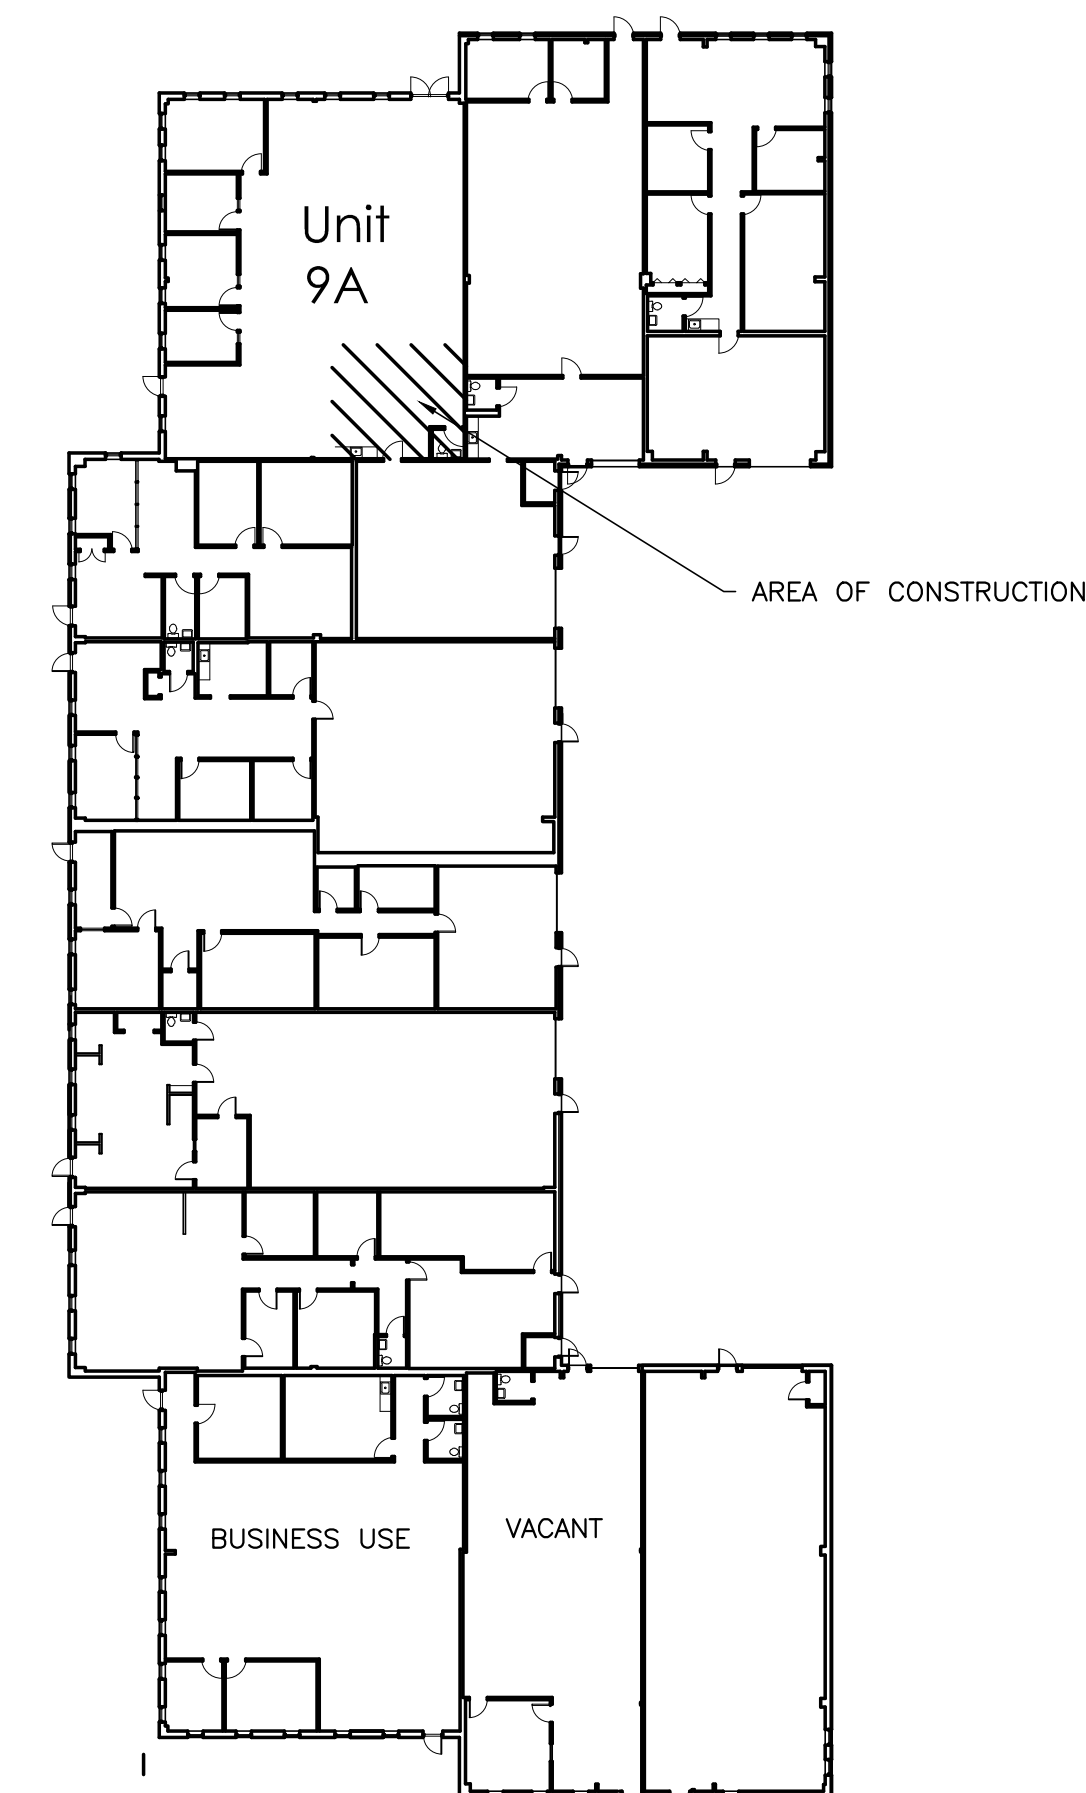 Unit
9A
AREA OF CONSTRUCTION
BUSINESS USE
VACANT